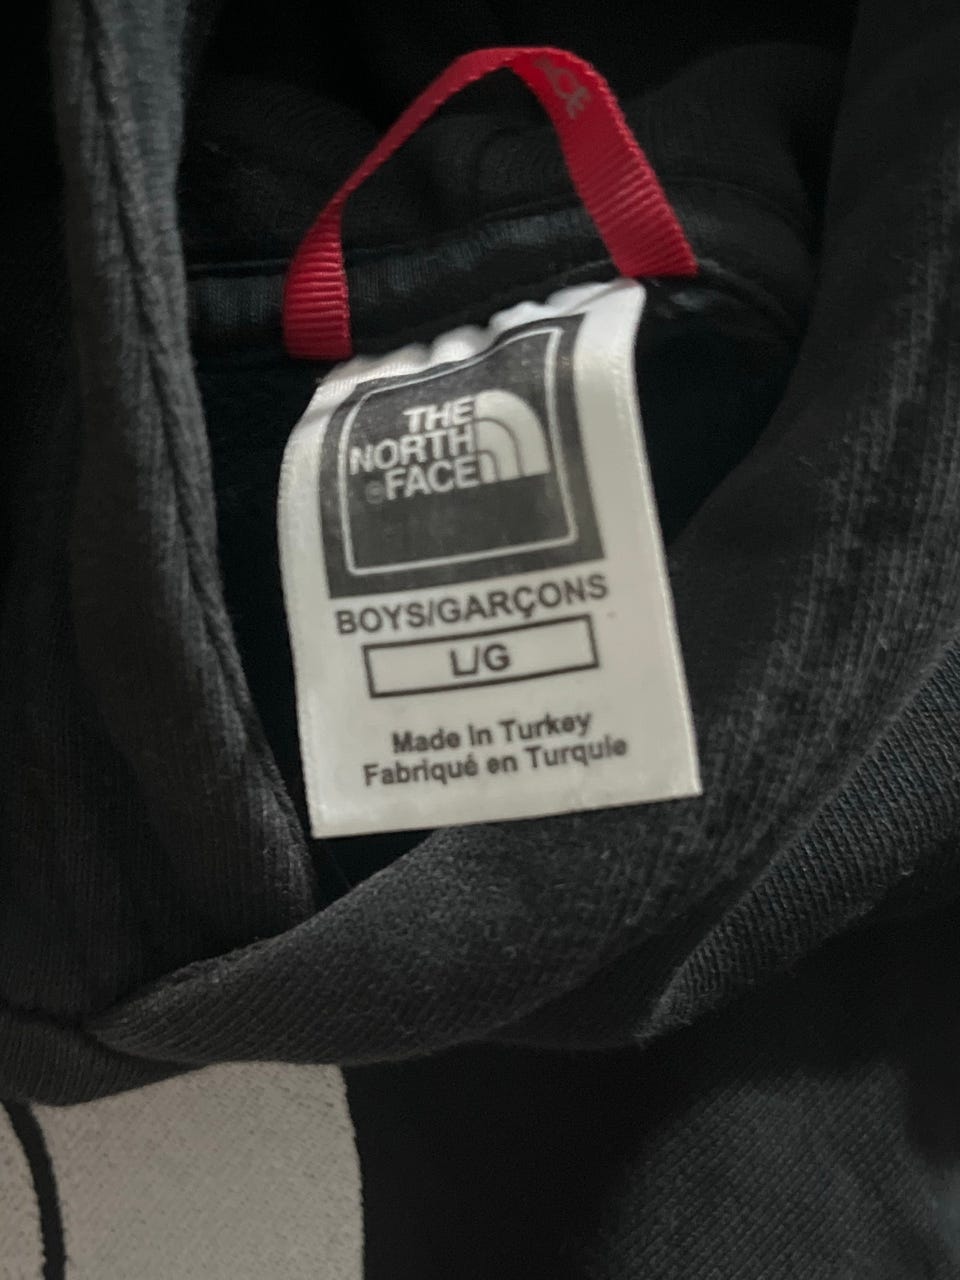 THE
NORTH
FACE
BOYS/GARÇONS
L/G
Made In Turkey
Fabriqué en Turquie